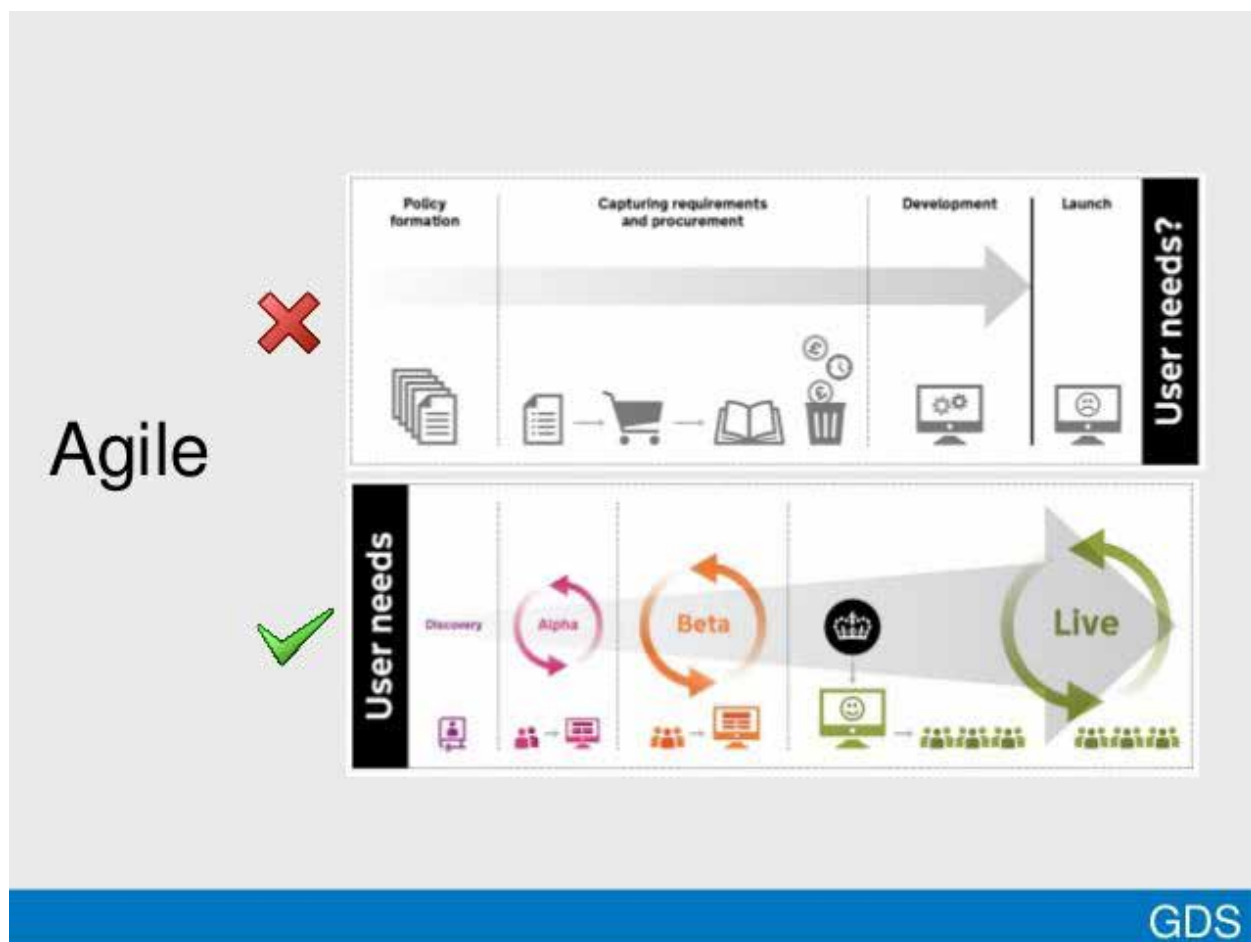 Agile
Policy
formation
Capturing requirements
and procurement
Development
Launch
User needs?
£
£
User needs
Discovery
Alpha
Beta
Live
GDS